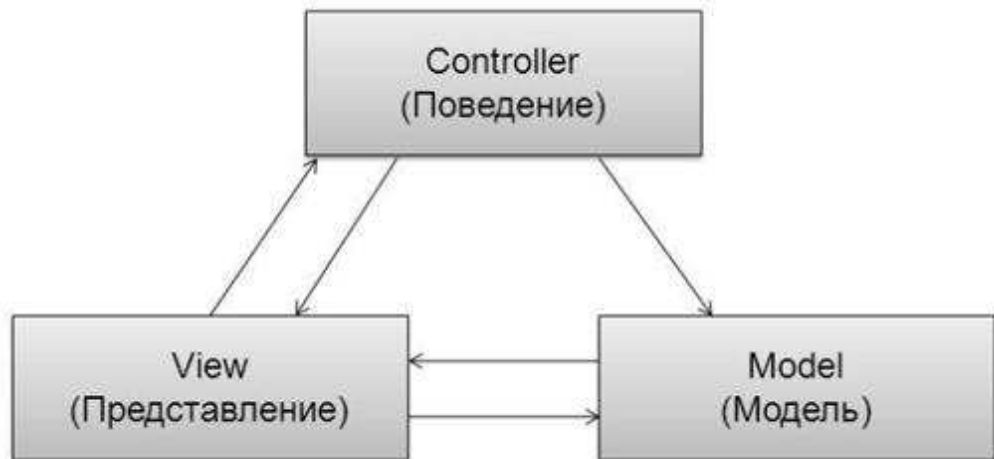 Controller
(Поведение)
View
(Представление)
Model
(Модель)